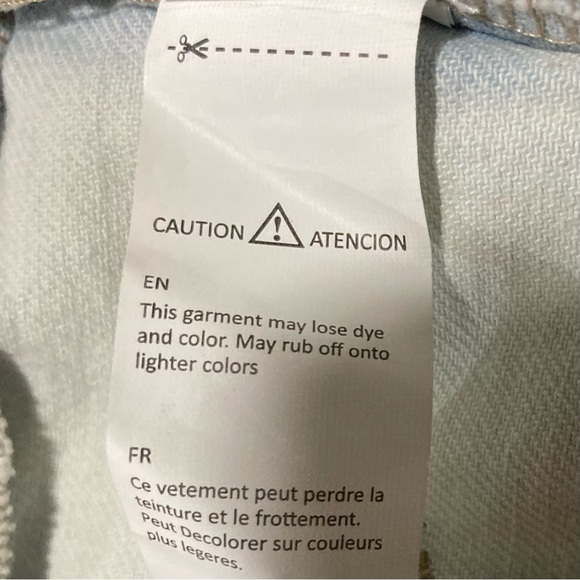 CAUTION ! ATENCION
EN
This garment may lose dye
and color. May rub off onto
lighter colors
FR
Ce vetement peut perdre la
teinture et le frottement.
Peut Decolorer sur couleurs
plus legeres.